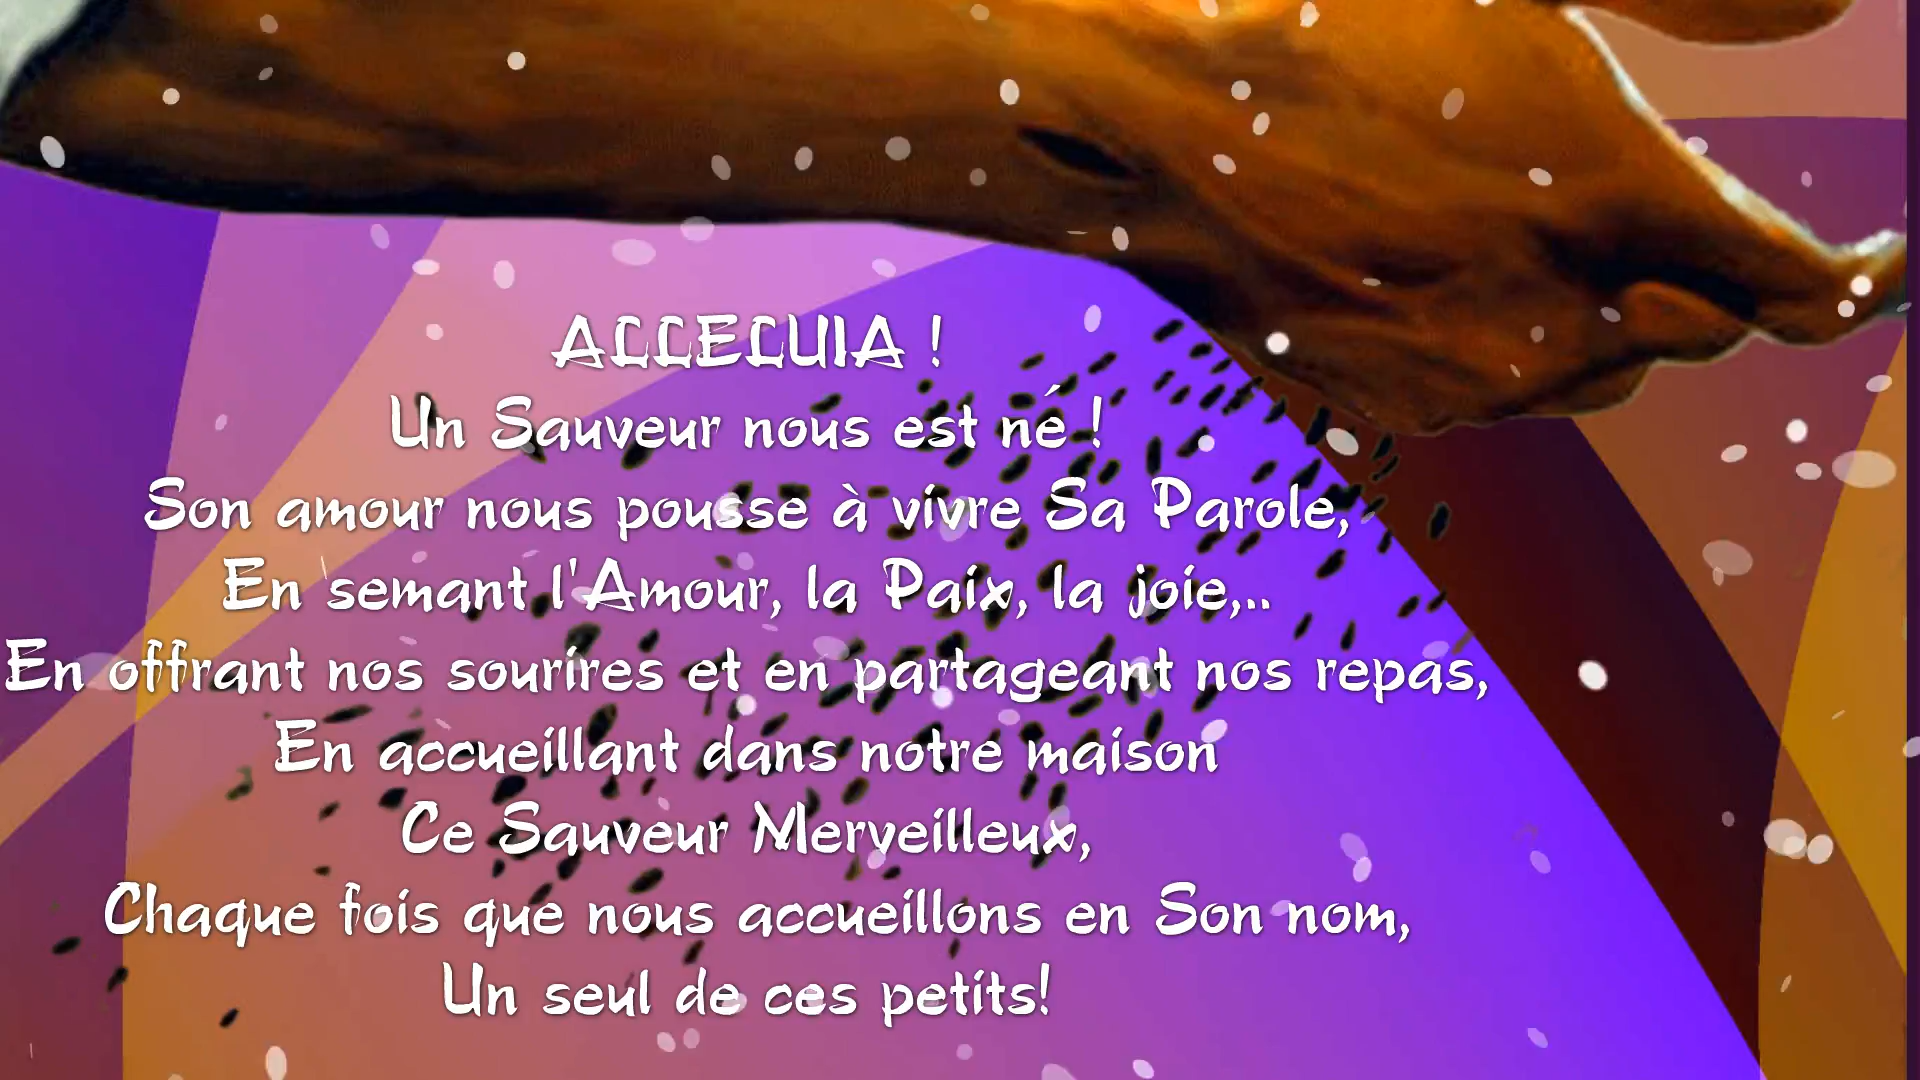 ALLELUIA !
Un Sauveur nous est né !
Son amour nous pousse à vivre Sa Parole,
En semant l'Amour, la Paix, la joie,..
En offrant nos sourires et en partageant nos repas,
En accueillant dans notre maison
Ce Sauveur Merveilleux,
Chaque fois que nous accueillons en Son nom,
Un seul de ces petits!